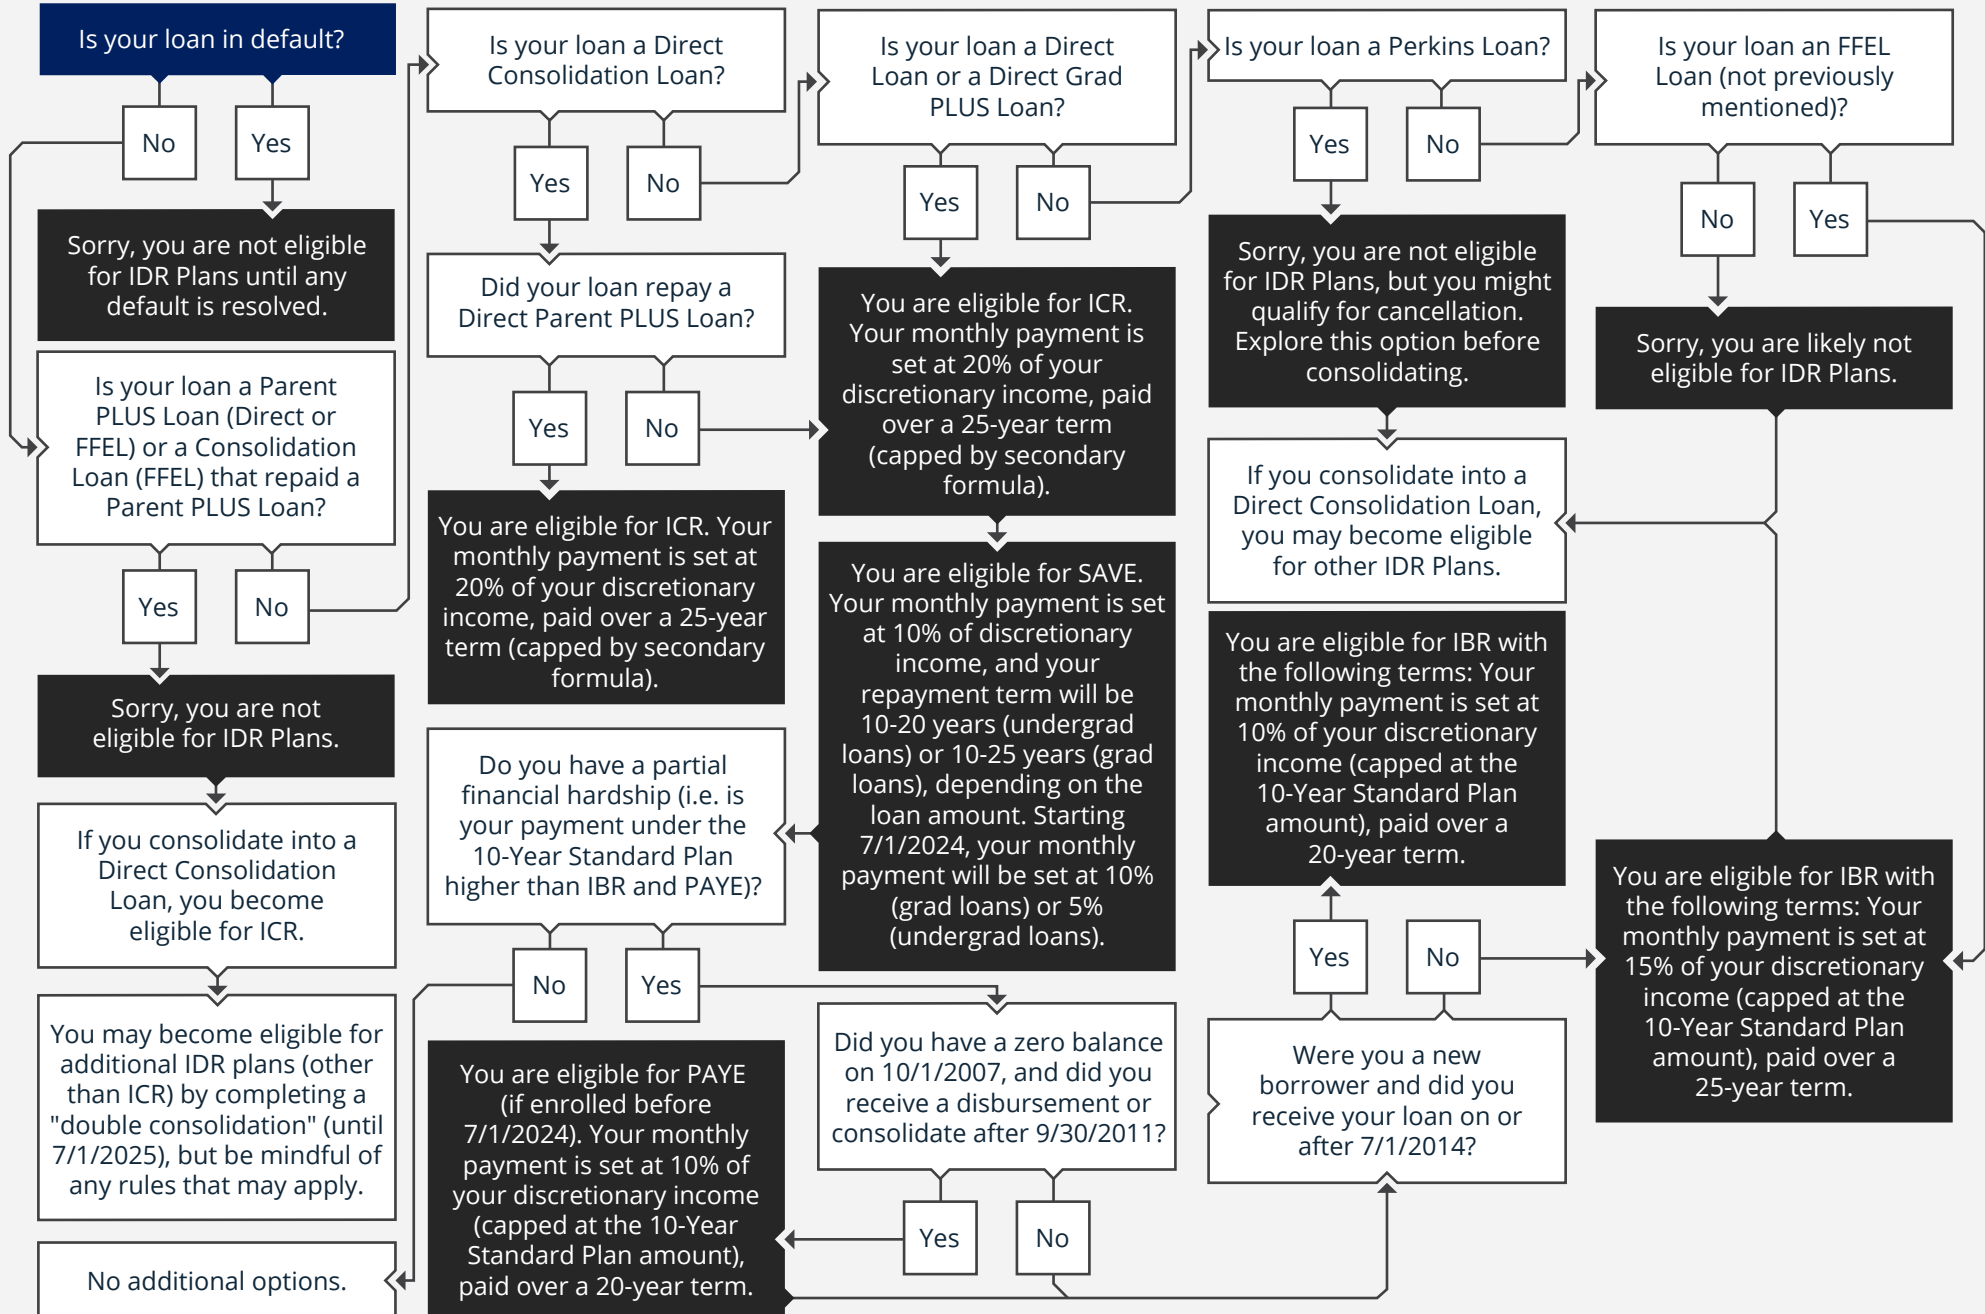 Is your loan in default?
No
Yes
Sorry, you are not eligible
for IDR Plans until any
default is resolved.
Is your loan a Parent
PLUS Loan (Direct or
FFEL) or a Consolidation
Loan (FFEL) that repaid a
Parent PLUS Loan?
Yes
No
Sorry, you are not
eligible for IDR Plans.
If you consolidate into a
Direct Consolidation
Loan, you become
eligible for ICR.
You may become eligible for
additional IDR plans (other
than ICR) by completing a
"double consolidation" (until
7/1/2025), but be mindful of
any rules that may apply.
No additional options.
Is your loan a Direct
Consolidation Loan?
Yes
No
Did your loan repay a
Direct Parent PLUS Loan?
Yes
No
You are eligible for ICR. Your
monthly payment is set at
20% of your discretionary
income, paid over a 25-year
term (capped by secondary
formula).
Do you have a partial
financial hardship (i.e. is
your payment under the
10-Year Standard Plan
higher than IBR and PAYE)?
No
Yes
You are eligible for PAYE
(if enrolled before
7/1/2024). Your monthly
payment is set at 10% of
your discretionary income
(capped at the 10-Year
Standard Plan amount),
paid over a 20-year term.
Is your loan a Direct
Loan or a Direct Grad
PLUS Loan?
Yes
No
You are eligible for ICR.
Your monthly payment is
set at 20% of your
discretionary income, paid
over a 25-year term
(capped by secondary
formula).
You are eligible for SAVE.
Your monthly payment is set
at 10% of discretionary
income, and your
repayment term will be
10-20 years (undergrad
loans) or 10-25 years (grad
loans), depending on the
loan amount. Starting
7/1/2024, your monthly
payment will be set at 10%
(grad loans) or 5%
(undergrad loans).
Did you have a zero balance
on 10/1/2007, and did you
receive a disbursement or
consolidate after 9/30/2011?
Yes
No
Is your loan a Perkins Loan?
Yes
No
Sorry, you are not eligible
for IDR Plans, but you might
qualify for cancellation.
Explore this option before
consolidating.
If you consolidate into a
Direct Consolidation Loan,
you may become eligible
for other IDR Plans.
You are eligible for IBR with
the following terms: Your
monthly payment is set at
10% of your discretionary
income (capped at the
10-Year Standard Plan
amount), paid over a
20-year term.
Yes
No
Were you a new
borrower and did you
receive your loan on or
after 7/1/2014?
Is your loan an FFEL
Loan (not previously
mentioned)?
No
Yes
Sorry, you are likely not
eligible for IDR Plans.
You are eligible for IBR with
the following terms: Your
monthly payment is set at
15% of your discretionary
income (capped at the
10-Year Standard Plan
amount), paid over a
25-year term.